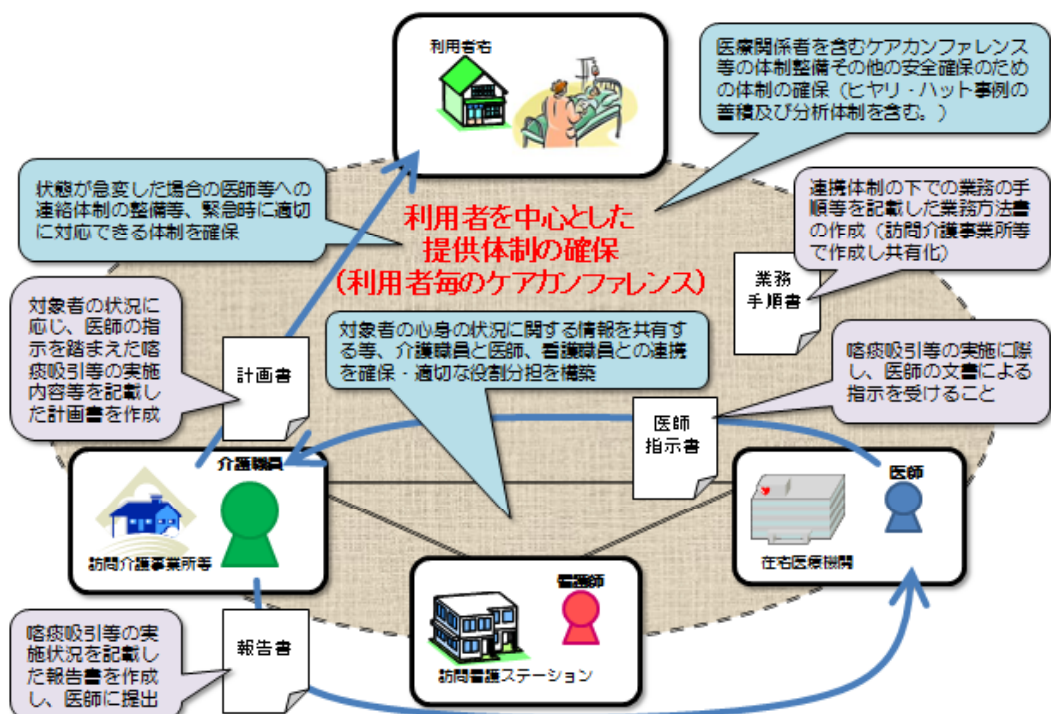 利用者宅
医療関係者を含むケアカンファレンス
等の体制整備その他の安全確保のための
体制の確保（ヒヤリ・ハット事例の
蓄積及び分析体制を含む。）
状態が急変した場合の医師等への
連絡体制の整備等、緊急時に適切
に対応できる体制を確保
利用者を中心とした
提供体制の確保
（利用者毎のケアカンファレンス）
連携体制の下での業務の手
順等を記載した業務方法書
の作成（訪問介護事業所等
で作成し共有化）
業務
手順書
対象者の状況に
応じ、医師の指
示を踏まえた喀
痰吸引等の実施
内容等を記載し
た計画書を作成
計画書
対象者の心身の状況に関する情報を共有す
る等、介護職員と医師、看護職員との連携
を確保・適切な役割分担を構築
喀痰吸引等の実施に際
し、医師の文書による
指示を受けること
医師
指示書
介護職員
訪問介護事業所等
医師
在宅医療機関
看護師
訪問看護ステーション
喀痰吸引等の実
施状況を記載し
た報告書を作成
し、医師に提出
報告書